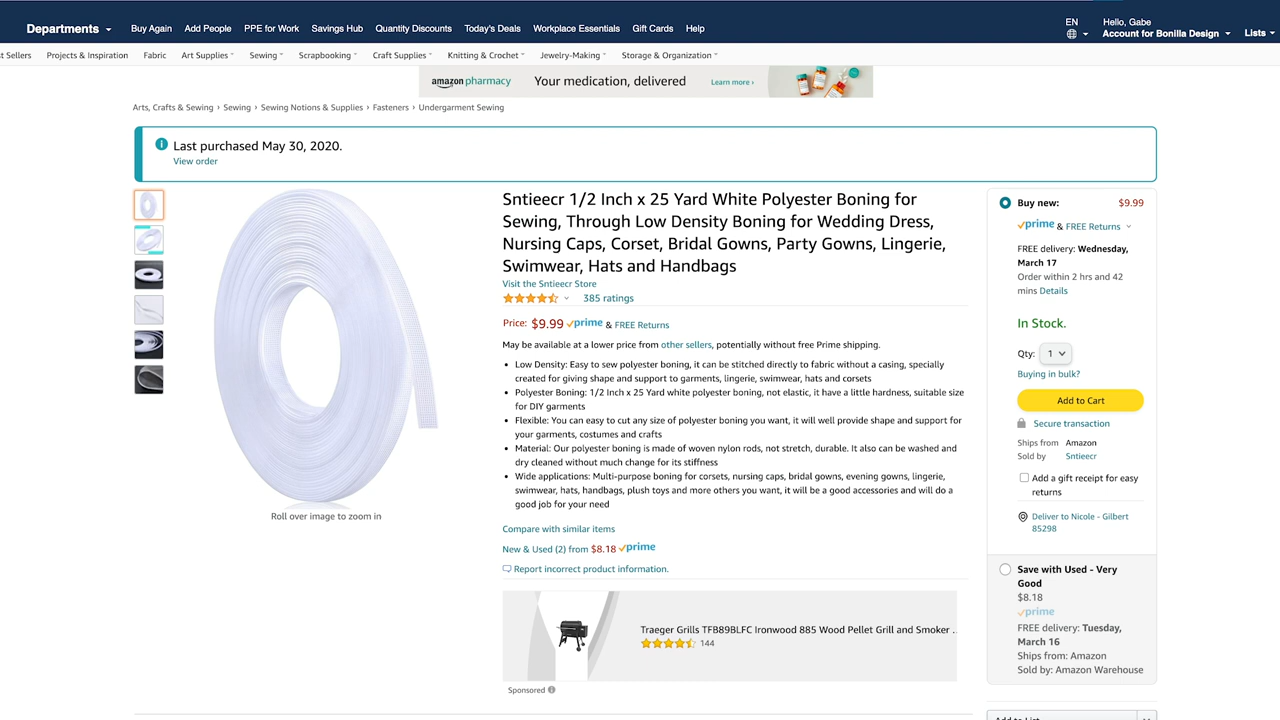 Departments
Buy Again
Add People
PPE for Work
Savings Hub
Quantity Discounts
Today's Deals
Workplace Essentials
Gift Cards
Help
EN
Hello, Gabe
Account for Bonilla Design
Lists
t Sellers
Projects & Inspiration
Fabric
Art Supplies
Sewing
Scrapbooking
Craft Supplies
Knitting & Crochet
Jewelry-Making
Storage & Organization
amazon pharmacy
Your medication, delivered
Learn more ›
Arts, Crafts & Sewing › Sewing › Sewing Notions & Supplies › Fasteners › Undergarment Sewing
Last purchased May 30, 2020.
View order
Roll over image to zoom in
Sntieecr 1/2 Inch x 25 Yard White Polyester Boning for
Sewing, Through Low Density Boning for Wedding Dress,
Nursing Caps, Corset, Bridal Gowns, Party Gowns, Lingerie,
Swimwear, Hats and Handbags
Visit the Sntieecr Store
385 ratings
Price: $9.99 prime & FREE Returns
May be available at a lower price from other sellers, potentially without free Prime shipping.
• Low Density: Easy to sew polyester boning, it can be stitched directly to fabric without a casing, specially
created for giving shape and support to garments, lingerie, swimwear, hats and corsets
• Polyester Boning: 1/2 Inch x 25 Yard white polyester boning, not elastic, it have a little hardness, suitable size
for DIY garments
• Flexible: You can easy to cut any size of polyester boning you want, it will well provide shape and support for
your garments, costumes and crafts
• Material: Our polyester boning is made of woven nylon rods, not stretch, durable. It also can be washed and
dry cleaned without much change for its stiffness
• Wide applications: Multi-purpose boning for corsets, nursing caps, bridal gowns, evening gowns, lingerie,
swimwear, hats, handbags, plush toys and more others you want, it will be a good accessories and will do a
good job for your need
Compare with similar items
New & Used (2) from $8.18 prime
Report incorrect product information.
Traeger Grills TFB89BLFC Ironwood 885 Wood Pellet Grill and Smoker ..
144
Sponsored
Buy new: $9.99
prime & FREE Returns
FREE delivery: Wednesday,
March 17
Order within 2 hrs and 42
mins Details
In Stock.
Qty: 1
Buying in bulk?
Add to Cart
Secure transaction
Ships from Amazon
Sold by Sntieecr
Add a gift receipt for easy
returns
Deliver to Nicole - Gilbert
85298
Save with Used - Very
Good
$8.18
prime
FREE delivery: Tuesday,
March 16
Ships from: Amazon
Sold by: Amazon Warehouse
Add to List